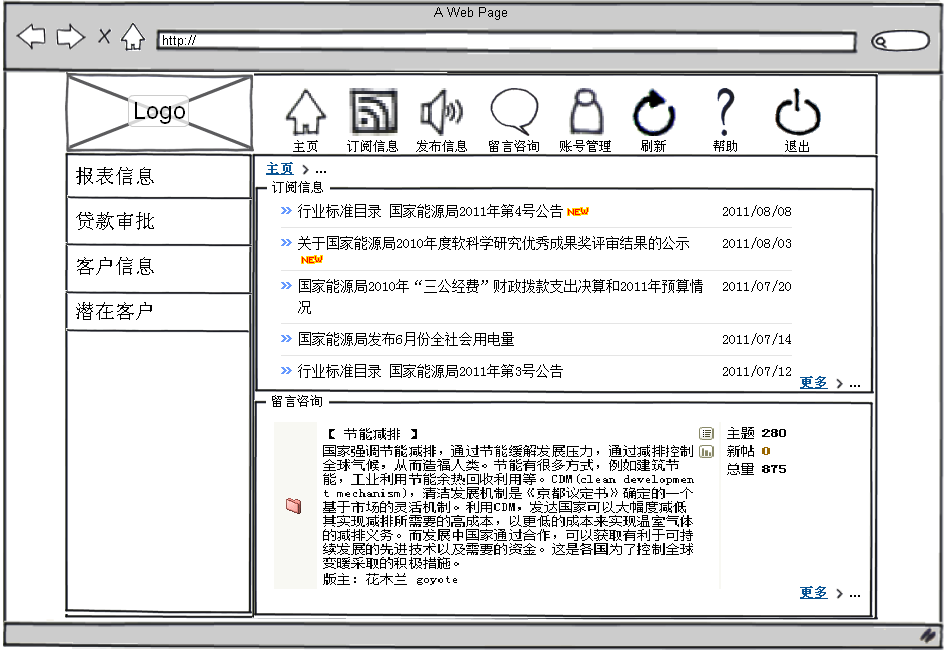 A Web Page
http://
Logo
主页 订阅信息 发布信息 留言咨询 账号管理 刷新 帮助 退出
报表信息
贷款审批
客户信息
潜在客户
主页 > ...
订阅信息
行业标准目录 国家能源局2011年第4号公告 NEW 2011/08/08
关于国家能源局2010年度软科学研究优秀成果奖评审结果的公示 2011/08/03
NEW
国家能源局2010年“三公经费”财政拨款支出决算和2011年预算情 2011/07/20
况
国家能源局发布6月份全社会用电量 2011/07/14
行业标准目录 国家能源局2011年第3号公告 2011/07/12
更多 > ...
留言咨询
【 节能减排 】
国家强调节能减排，通过节能缓解发展压力，通过减排控制
全球气候，从而造福人类。节能有很多方式，例如建筑节
能，工业利用节能余热回收利用等。CDM(clean developmen
t mechanism)，清洁发展机制是《京都议定书》确定的一个
基于市场的灵活机制。利用CDM，发达国家可以大幅度减低
其实现减排所需要的高成本，以更低的成本来实现温室气体
的减排义务。而发展中国家通过合作，可以获取有利于可持
续发展的先进技术以及需要的资金。这是各国为了控制全球
变暖采取的积极措施。
版主：花木兰 goyote
主题 280
新帖 0
总量 875
更多 > ...